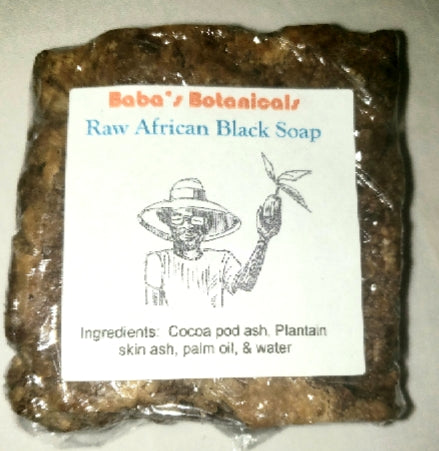 Baba's Botanicals
Raw African Black Soap
Ingredients: Cocoa pod ash, Plantain
skin ash, palm oil, & water